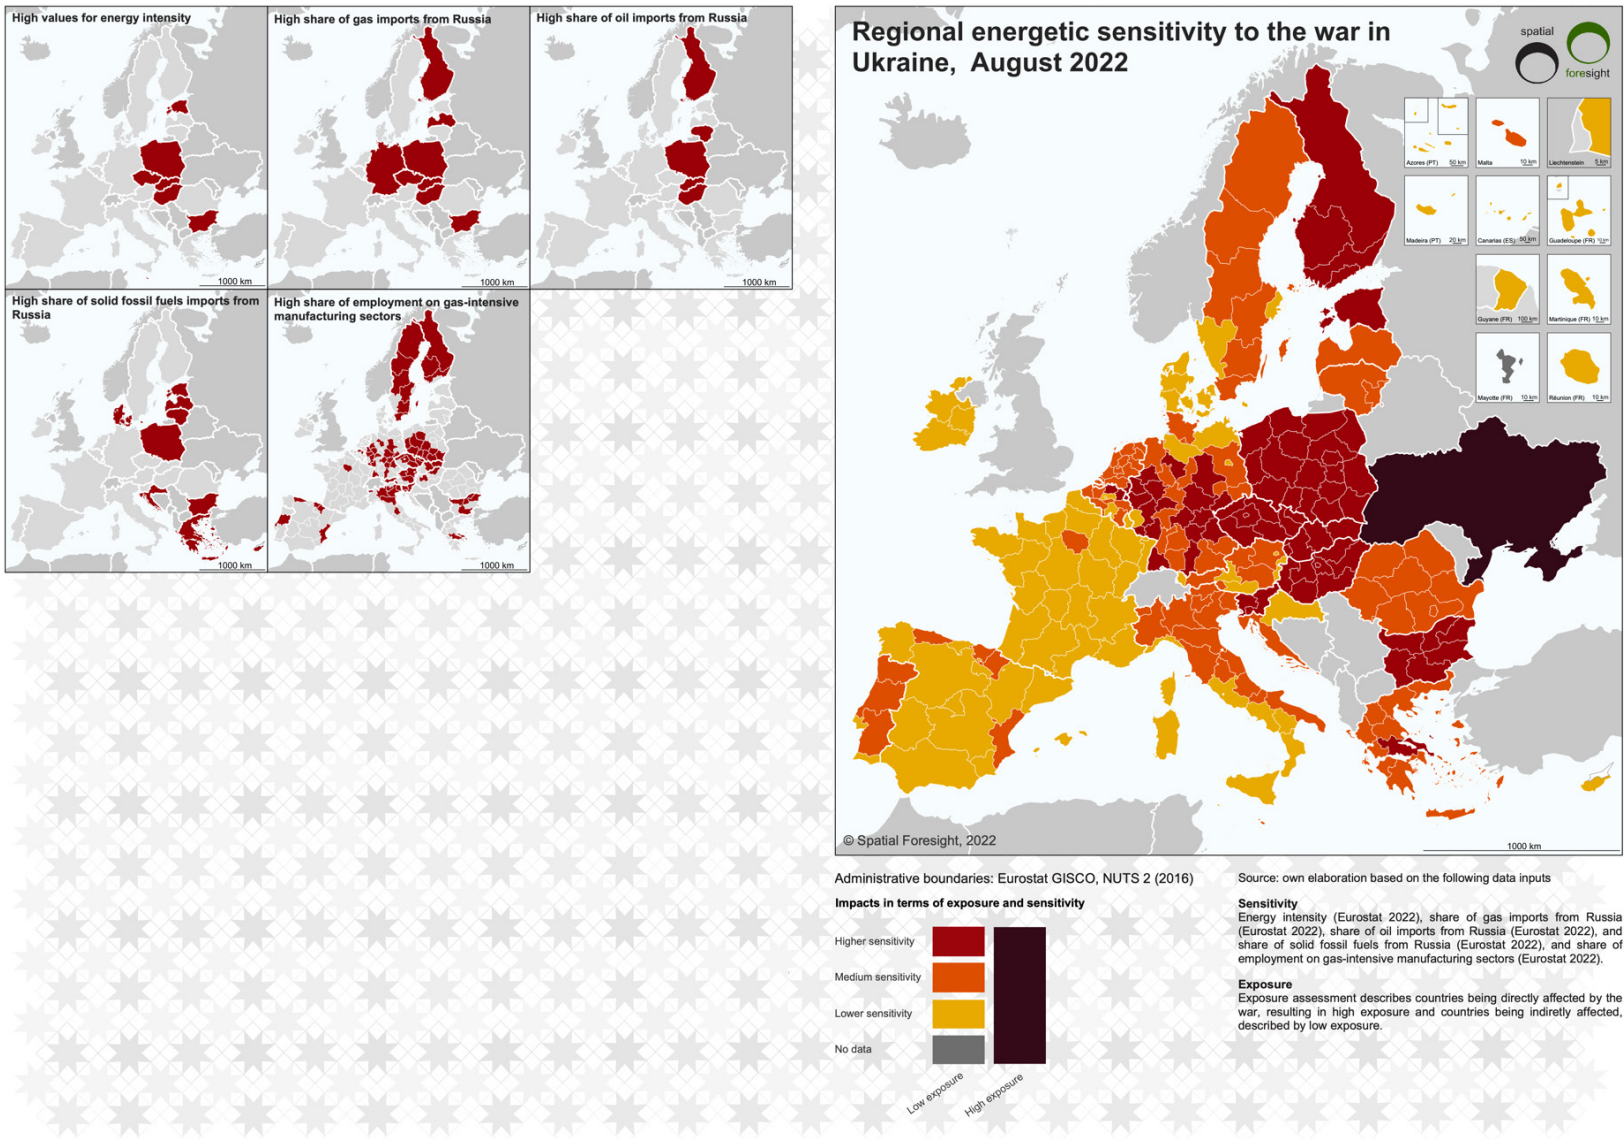 High values for energy intensity
High share of gas imports from Russia
High share of oil imports from Russia
1000 km
1000 km
1000 km
High share of solid fossil fuels imports from
Russia
High share of employment on gas-intensive
manufacturing sectors
1000 km
1000 km
Regional energetic sensitivity to the war in
Ukraine, August 2022
spatial
foresight
Azores (PT) 50 km
Malta 10 km
Liechtenstein 5 km
Madeira (PT) 20 km
Canarias (ES) 50 km
Guadeloupe (FR) 10 km
Guyane (FR) 100 km
Martinique (FR) 10 km
Mayotte (FR) 10 km
Réunion (FR) 10 km
© Spatial Foresight, 2022
1000 km
Administrative boundaries: Eurostat GISCO, NUTS 2 (2016)
Impacts in terms of exposure and sensitivity
Higher sensitivity
Medium sensitivity
Lower sensitivity
No data
Low exposure
High exposure
Source: own elaboration based on the following data inputs
Sensitivity
Energy intensity (Eurostat 2022), share of gas imports from Russia
(Eurostat 2022), share of oil imports from Russia (Eurostat 2022), and
share of solid fossil fuels from Russia (Eurostat 2022), and share of
employment on gas-intensive manufacturing sectors (Eurostat 2022).
Exposure
Exposure assessment describes countries being directly affected by the
war, resulting in high exposure and countries being indiretly affected,
described by low exposure.